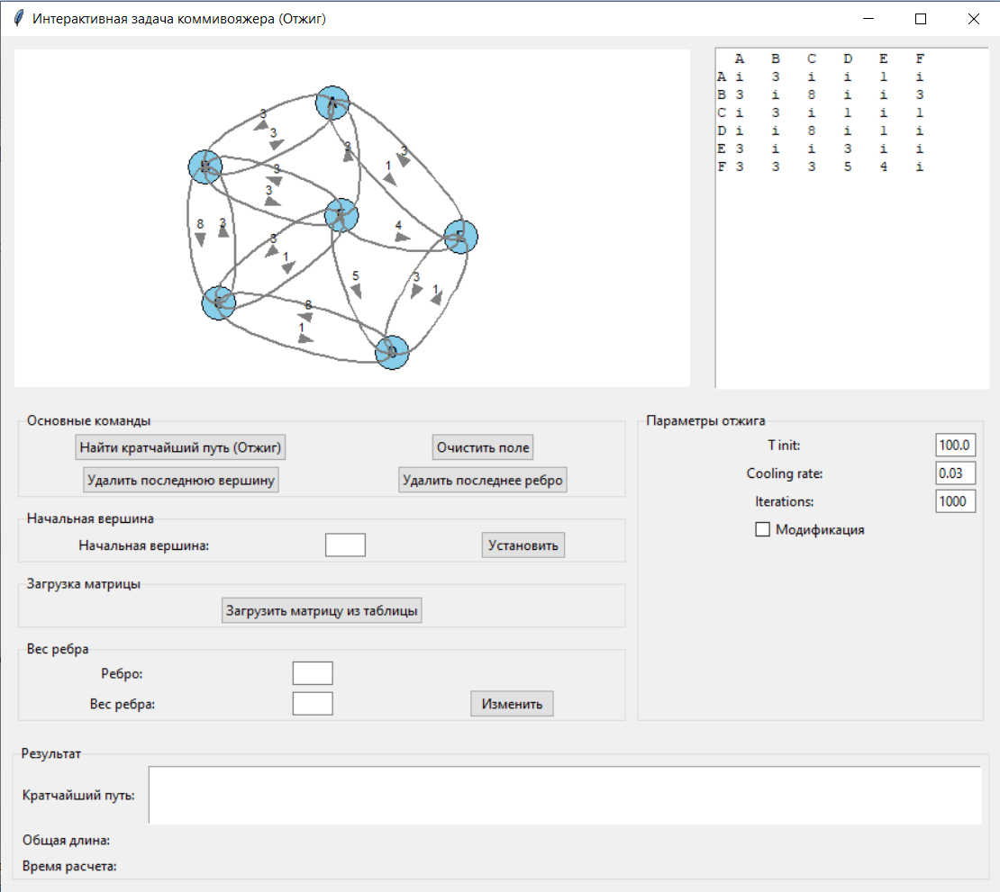 Интерактивная задача коммивояжера (Отжиг)
A
3
3
3
3
1
B
3
3
8
3
4
E
3
1
5
3
1
8
1
D
A B C D E F
A i 3 i i 1 i
B 3 i 8 i i 3
C i 3 i 1 i 1
D i i 8 i 1 i
E 3 i i 3 i i
F 3 3 3 5 4 i
Основные команды
Найти кратчайший путь (Отжиг) Очистить поле
Удалить последнюю вершину Удалить последнее ребро
Начальная вершина
Начальная вершина: Установить
Загрузка матрицы
Загрузить матрицу из таблицы
Вес ребра
Ребро:
Вес ребра: Изменить
Параметры отжига
T init: 100.0
Cooling rate: 0.03
Iterations: 1000
Модификация
Результат
Кратчайший путь:
Общая длина:
Время расчета: